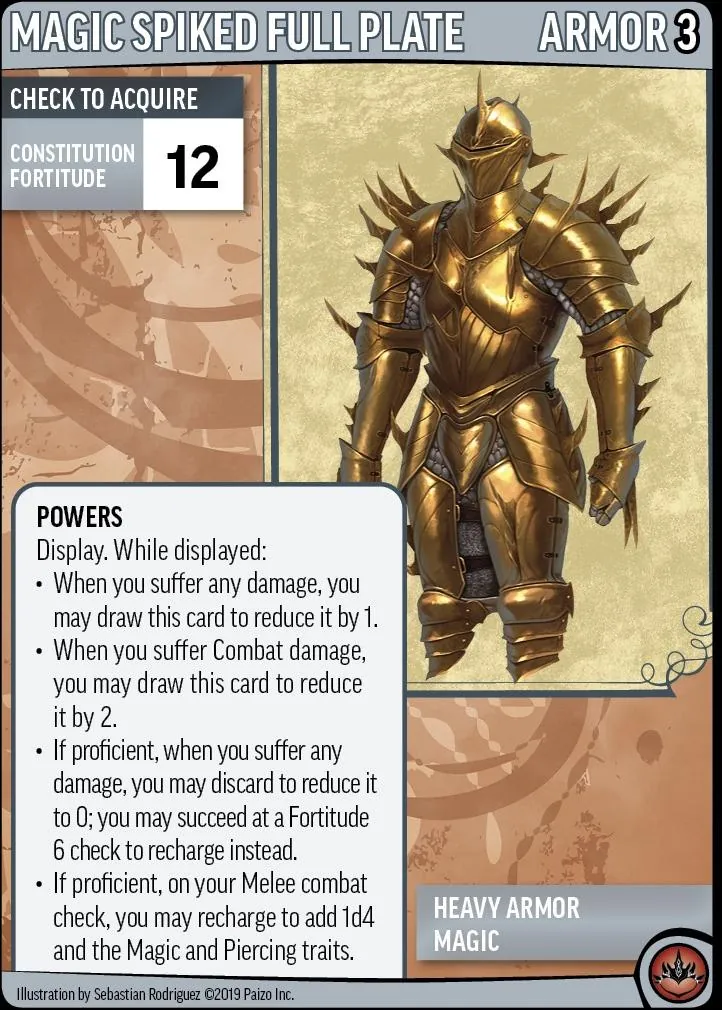 MAGIC SPIKED FULL PLATE ARMOR 3
CHECK TO ACQUIRE
CONSTITUTION
FORTITUDE
12
POWERS
Display. While displayed:
• When you suffer any damage, you
may draw this card to reduce it by 1.
• When you suffer Combat damage,
you may draw this card to reduce
it by 2.
• If proficient, when you suffer any
damage, you may discard to reduce it
to 0; you may succeed at a Fortitude
6 check to recharge instead.
• If proficient, on your Melee combat
check, you may recharge to add 1d4
and the Magic and Piercing traits.
HEAVY ARMOR
MAGIC
Illustration by Sebastian Rodriguez ©2019 Paizo Inc.